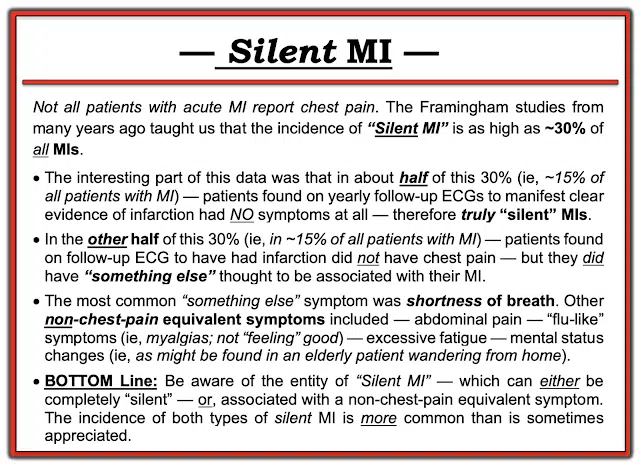 — Silent MI —
Not all patients with acute MI report chest pain. The Framingham studies from
many years ago taught us that the incidence of “Silent MI” is as high as ~30% of
all MIs.
• The interesting part of this data was that in about half of this 30% (ie, ~15% of
all patients with MI) — patients found on yearly follow-up ECGs to manifest clear
evidence of infarction had NO symptoms at all — therefore truly “silent” MIs.
• In the other half of this 30% (ie, in ~15% of all patients with MI) — patients found
on follow-up ECG to have had infarction did not have chest pain — but they did
have “something else” thought to be associated with their MI.
• The most common “something else” symptom was shortness of breath. Other
non-chest-pain equivalent symptoms included — abdominal pain — “flu-like”
symptoms (ie, myalgias; not “feeling” good) — excessive fatigue — mental status
changes (ie, as might be found in an elderly patient wandering from home).
• BOTTOM Line: Be aware of the entity of “Silent MI” — which can either be
completely “silent” — or, associated with a non-chest-pain equivalent symptom.
The incidence of both types of silent MI is more common than is sometimes
appreciated.